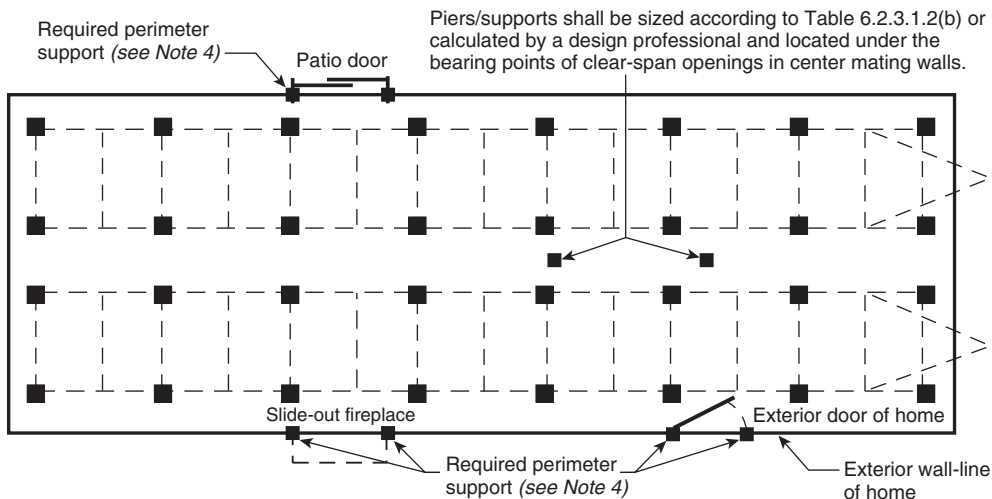 Required perimeter
support (see Note 4)
Patio door
Piers/supports shall be sized according to Table 6.2.3.1.2(b) or
calculated by a design professional and located under the
bearing points of clear-span openings in center mating walls.
Slide-out fireplace
Exterior door of home
Required perimeter
support (see Note 4)
Exterior wall-line
of home